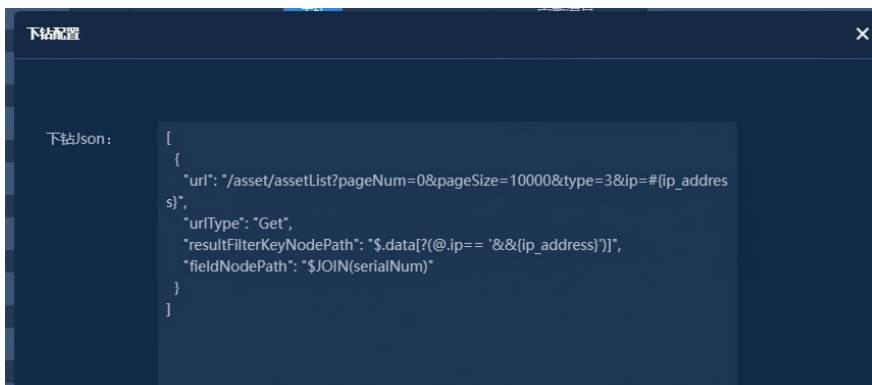 下钻配置
×
下钻Json：
[
{
"url": "/asset/assetList?pageNum=0&pageSize=10000&type=3&ip=#{ip_addres
s}",
"urlType": "Get",
"resultFilterKeyNodePath": "$.data[?(@.ip== '&&{ip_address}')]",
"fieldNodePath": "$JOIN(serialNum)"
}
]